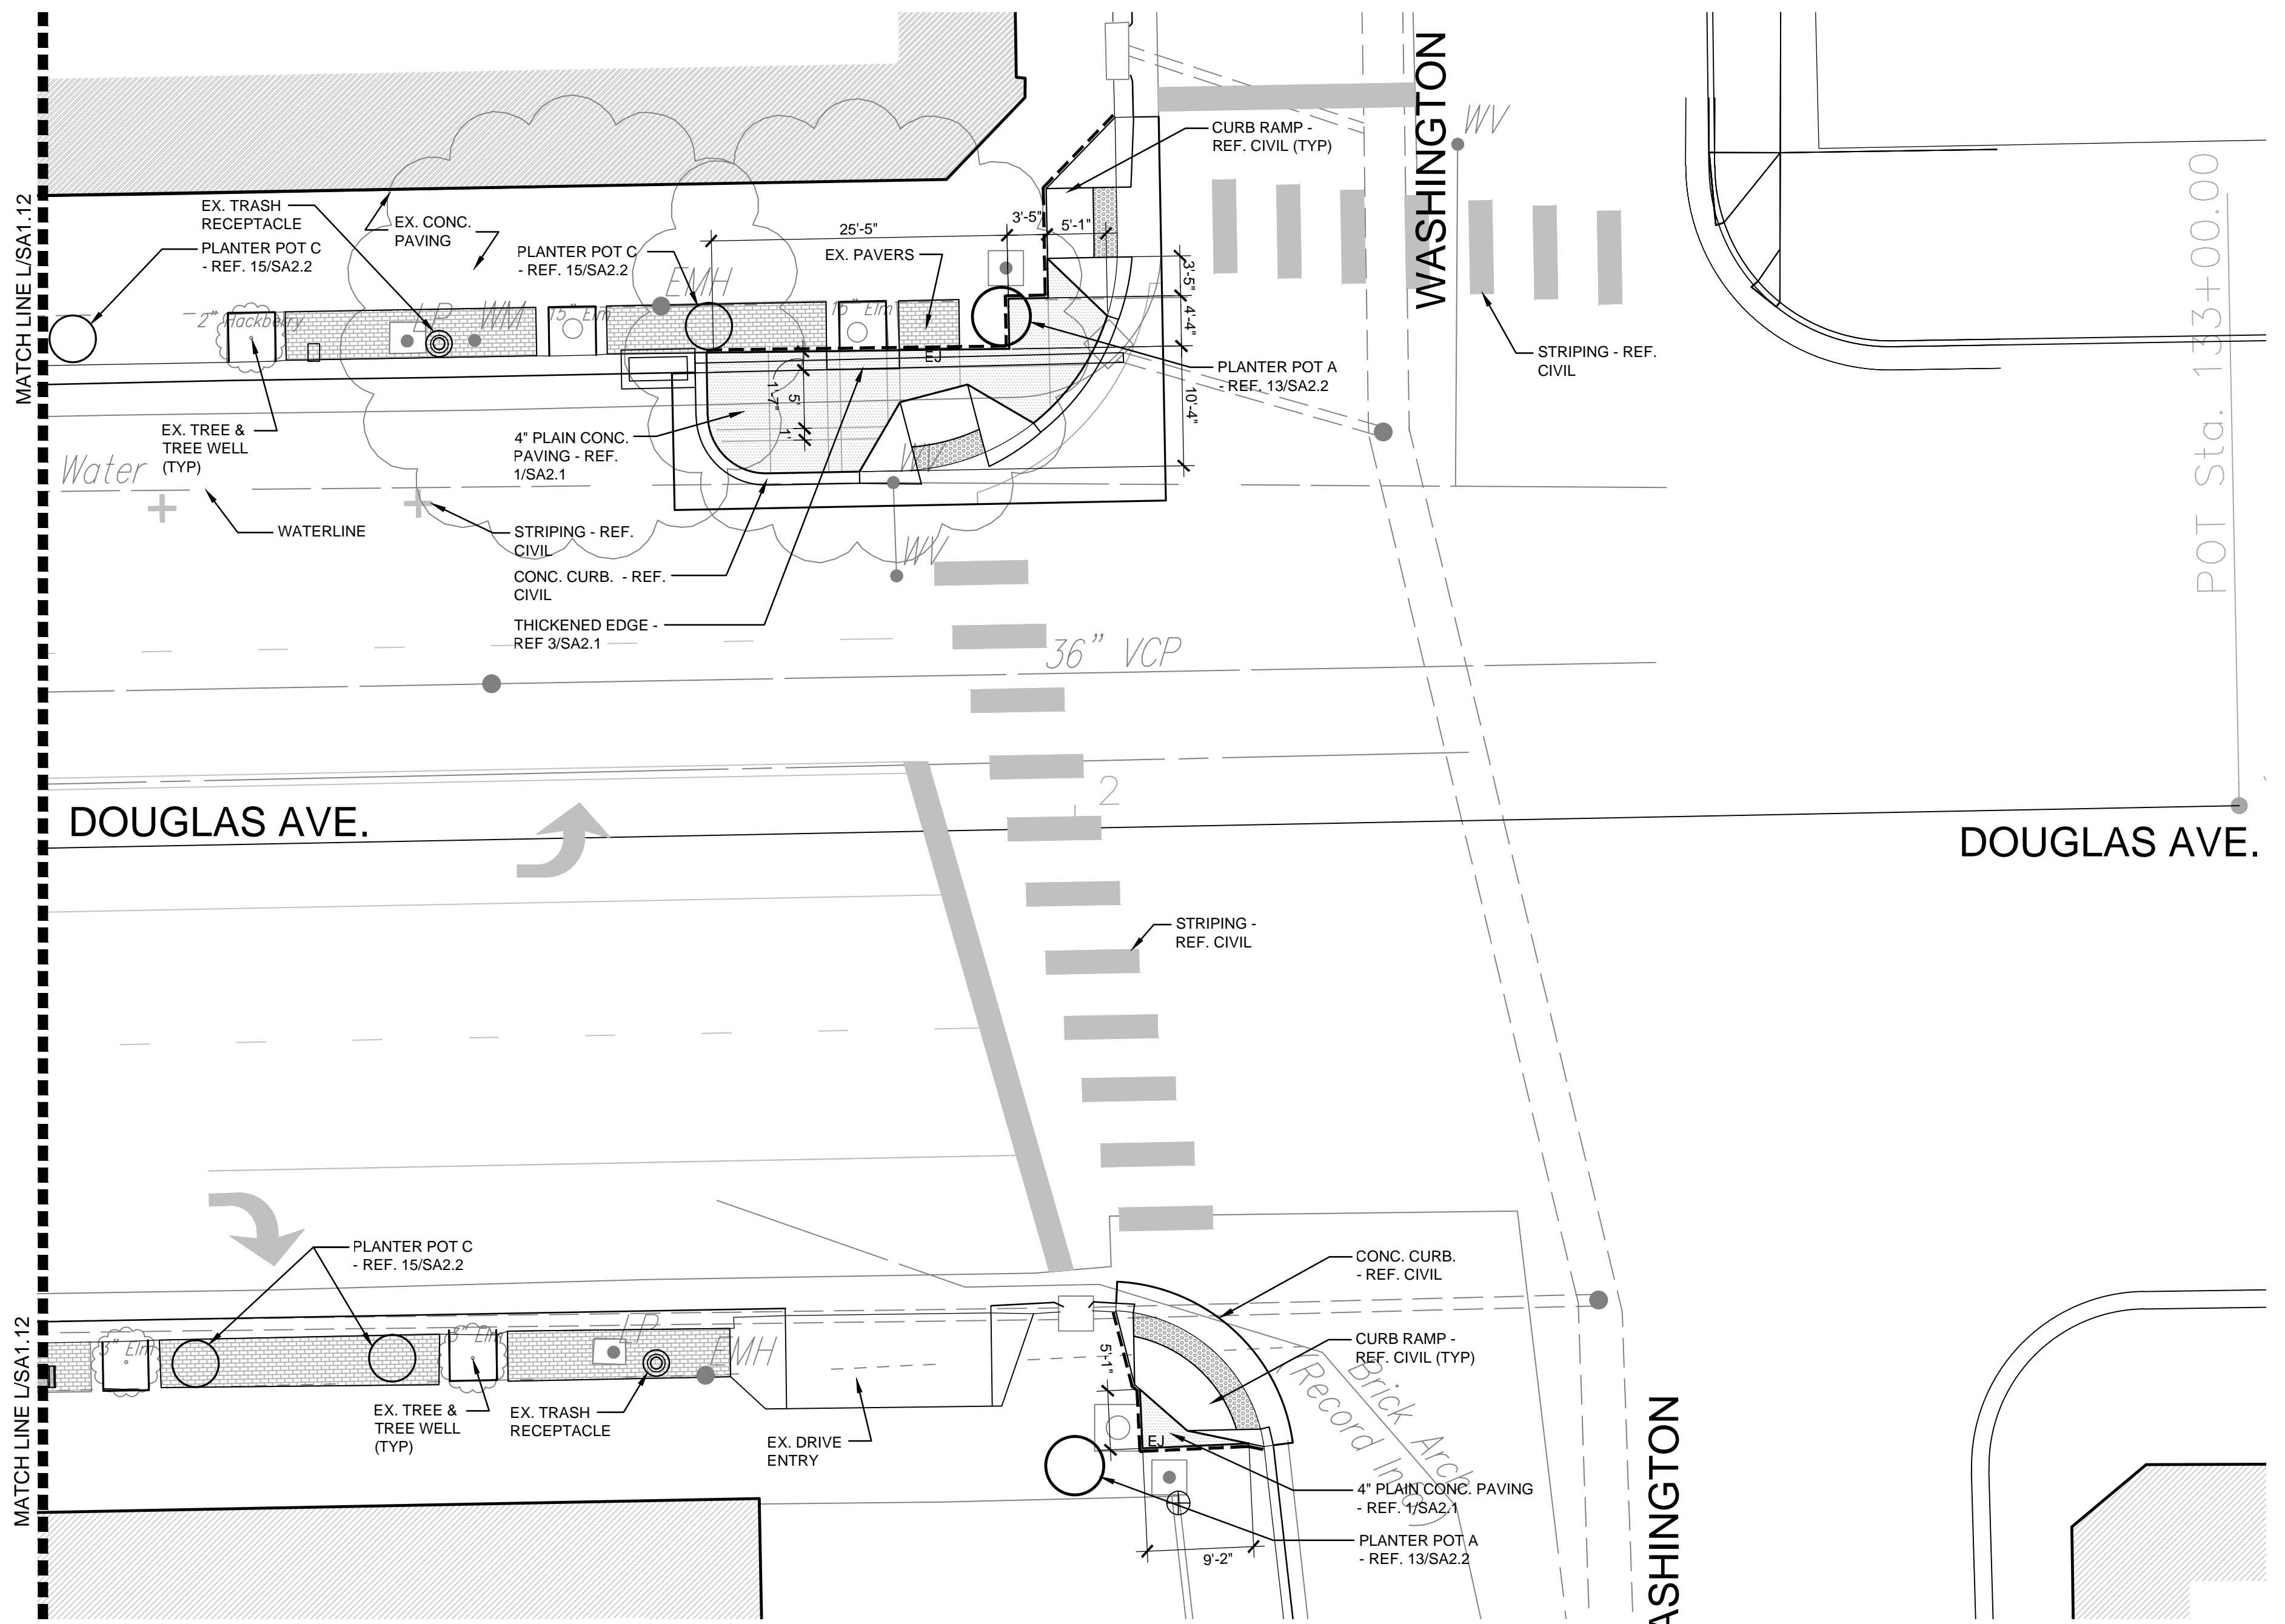 WASHINGTON
WV
CURB RAMP -
REF. CIVIL (TYP)
MATCH LINE L/SA1.12
EX. TRASH
RECEPTACLE
EX. CONC.
PAVING
PLANTER POT C
- REF. 15/SA2.2
PLANTER POT C
- REF. 15/SA2.2
25'-5"
3'-5"
5'-1"
EX. PAVERS
EMH
2" Hackberry
LP
WM
15" Elm
15" Elm
EJ
3'-5"
4'-4"
10'-4"
STRIPING - REF.
CIVIL
PLANTER POT A
- REF. 13/SA2.2
POT Sta. 133+00.00
1'-7"
5'
1'
EX. TREE &
TREE WELL
(TYP)
4" PLAIN CONC.
PAVING - REF.
1/SA2.1
Water
WV
WATERLINE
STRIPING - REF.
CIVIL
WV
CONC. CURB. - REF.
CIVIL
THICKENED EDGE -
REF 3/SA2.1
36" VCP
2
DOUGLAS AVE.
DOUGLAS AVE.
STRIPING -
REF. CIVIL
PLANTER POT C
- REF. 15/SA2.2
CONC. CURB.
- REF. CIVIL
MATCH LINE L/SA1.12
3" Elm
3" Elm
LP
EMH
5'-1"
CURB RAMP -
REF. CIVIL (TYP)
Brick Arch
(Record Info)
EX. TREE &
TREE WELL
(TYP)
EX. TRASH
RECEPTACLE
EX. DRIVE
ENTRY
EJ
4" PLAIN CONC. PAVING
- REF. 1/SA2.1
PLANTER POT A
- REF. 13/SA2.2
9'-2"
WASHINGTON